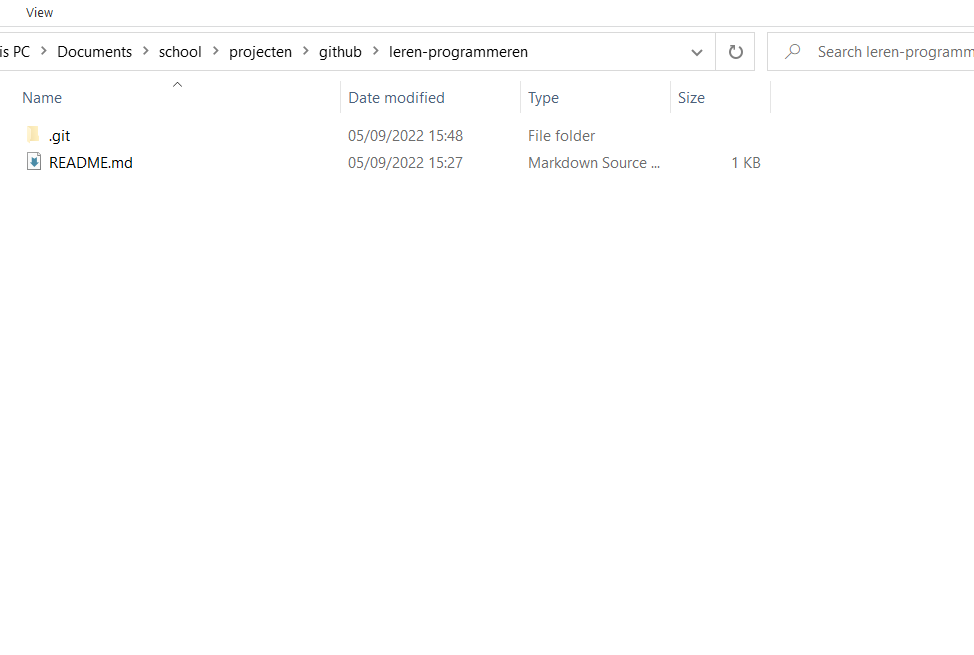 View
is PC > Documents > school > projecten > github > leren-programmeren
Search leren-programm
Name Date modified Type Size
.git 05/09/2022 15:48 File folder
README.md 05/09/2022 15:27 Markdown Source ... 1 KB